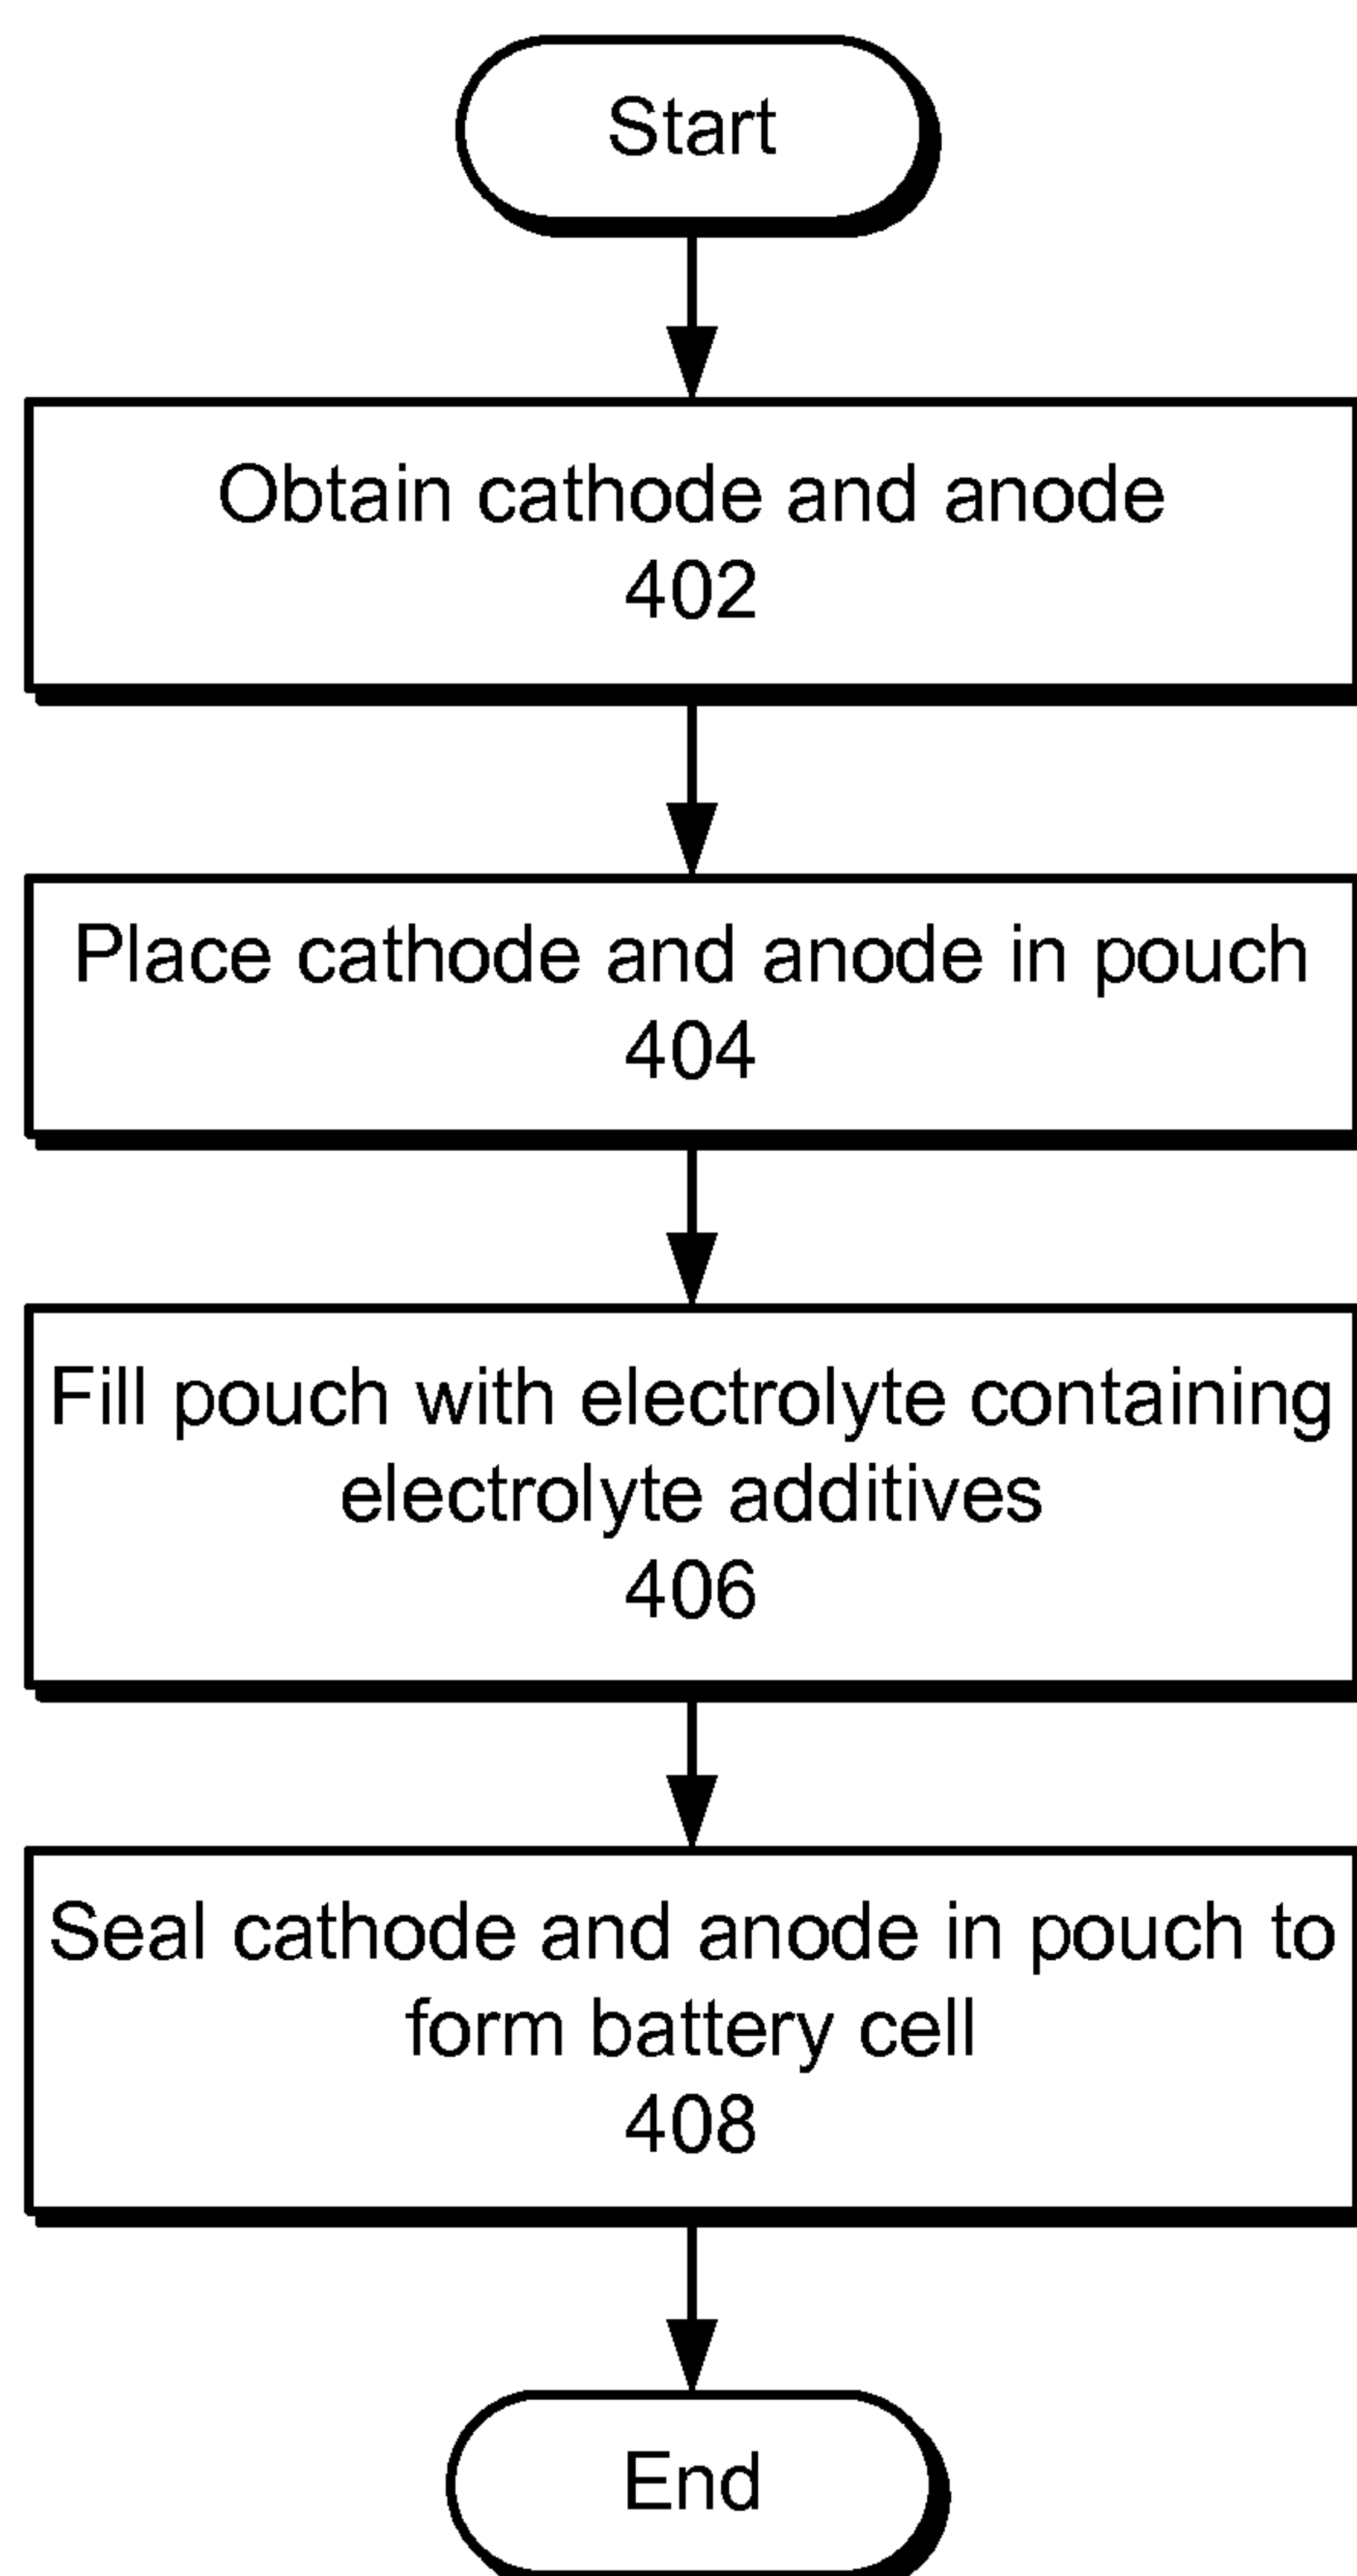 Start
Obtain cathode and anode
402
Place cathode and anode in pouch
404
Fill pouch with electrolyte containing
electrolyte additives
406
Seal cathode and anode in pouch to
form battery cell
408
End